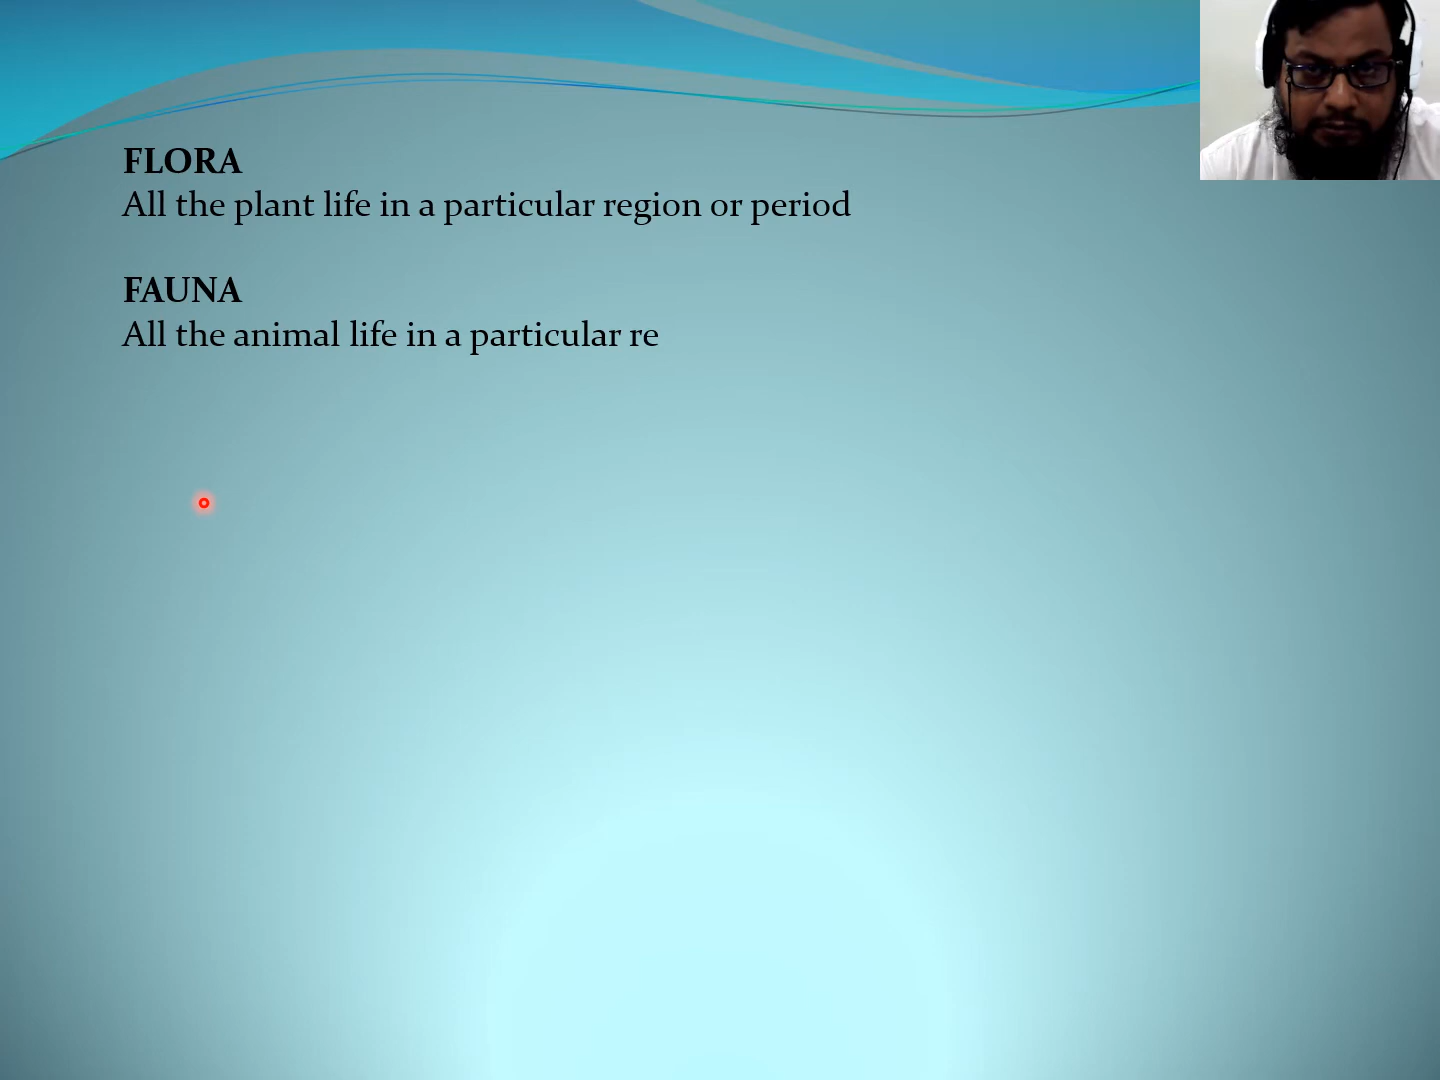 FLORA
All the plant life in a particular region or period
FAUNA
All the animal life in a particular re